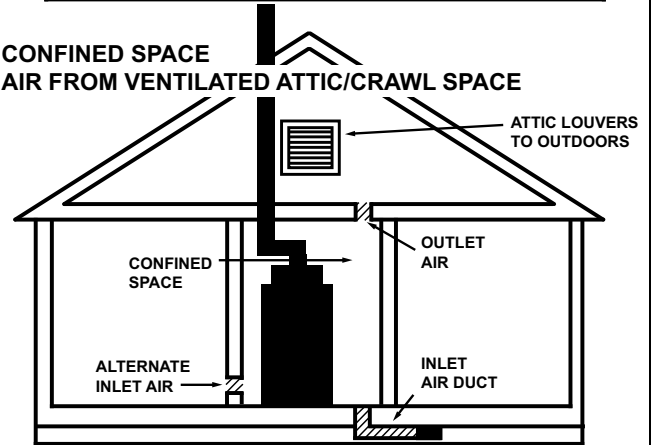 CONFINED SPACE
AIR FROM VENTILATED ATTIC/CRAWL SPACE
ATTIC LOUVERS
TO OUTDOORS
OUTLET
AIR
CONFINED
SPACE
ALTERNATE
INLET AIR
INLET
AIR DUCT